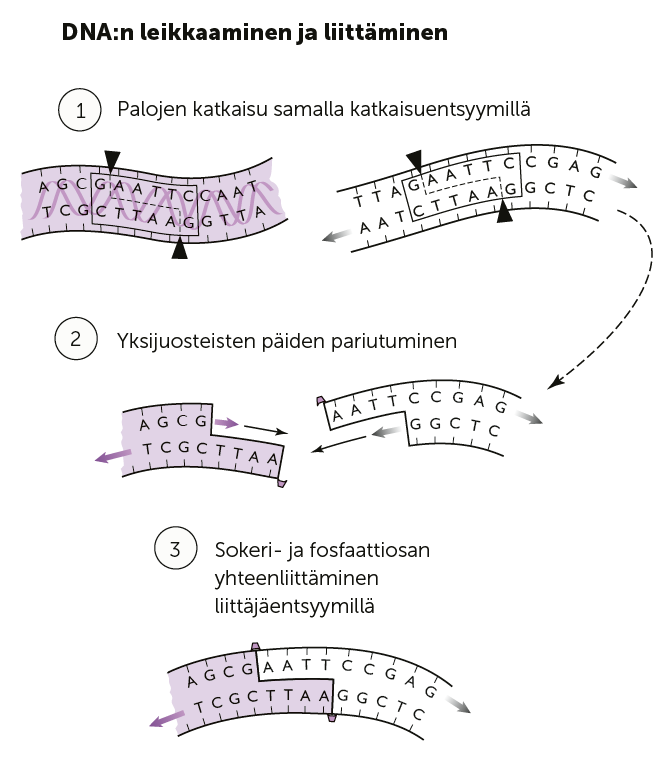 DNA:n leikkaaminen ja liittäminen
1 Palojen katkaisu samalla katkaisuentsyymillä
AGCGAATTCCAAT
TCGCTTAAGGTTA
TTAGAATTCCGAG
AATCTTAAGGCTC
2 Yksijuosteisten päiden pariutuminen
AGCG
TCGCTTAA
AATTCCGAG
GGCTC
3 Sokeri- ja fosfaattiosan
yhteenliittäminen
liittäjäentsyymillä
AGCGAATTCCGAG
TCGCTTAAGGCTC